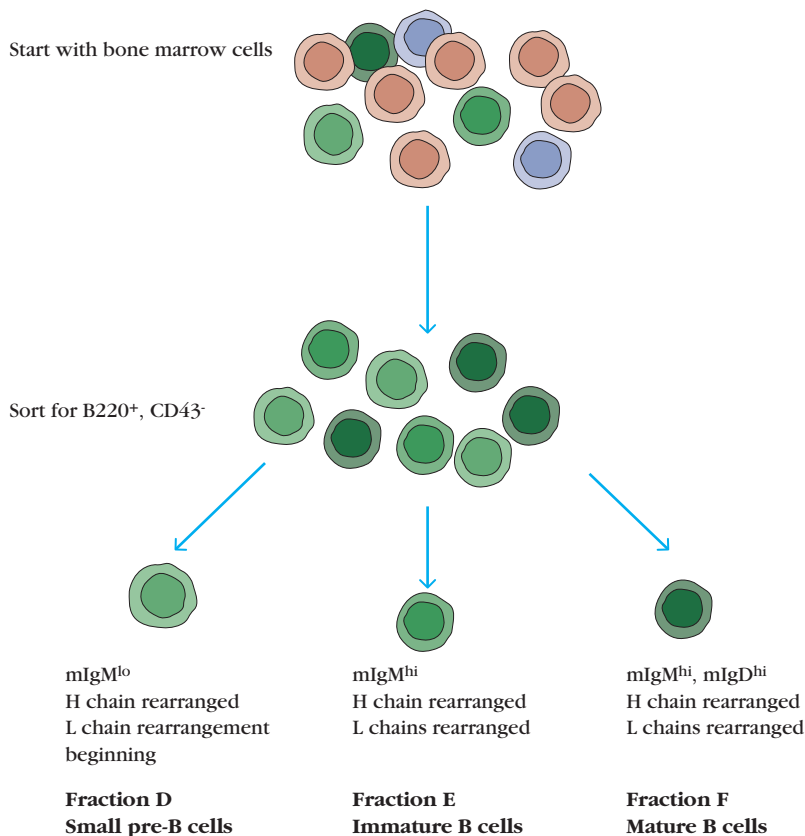 Start with bone marrow cells
Sort for B220⁺, CD43⁻
mIgMˡᵒ
H chain rearranged
L chain rearrangement
beginning
Fraction D
Small pre-B cells
mIgMʰⁱ
H chain rearranged
L chains rearranged
Fraction E
Immature B cells
mIgMʰⁱ, mIgDʰⁱ
H chain rearranged
L chains rearranged
Fraction F
Mature B cells